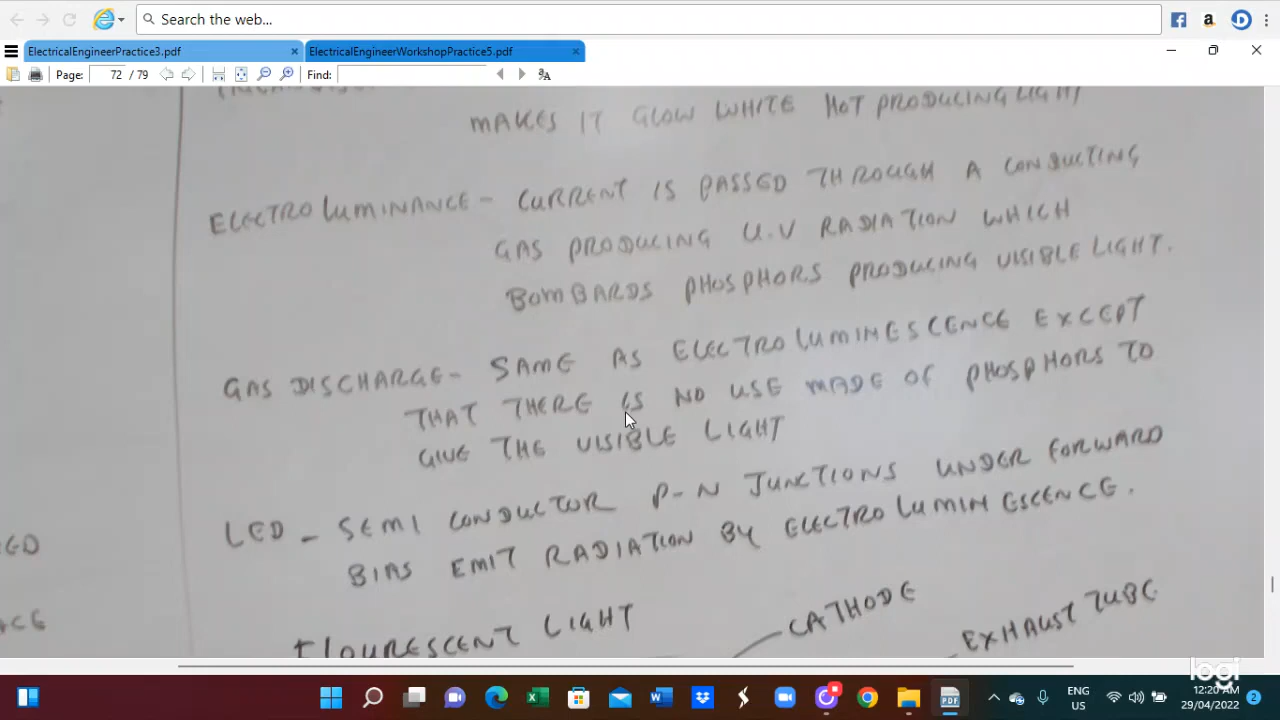 Search the web...
ElectricalEngineerPractice3.pdf
ElectricalEngineerWorkshopPractice5.pdf
Page: 72 / 79 Find:
MAKES IT GLOW WHITE HOT PRODUCING LIGHT
ELECTROLUMINANCE - CURRENT IS PASSED THROUGH A CONDUCTING
GAS PRODUCING U.V RADIATION WHICH
BOMBARDS PHOSPHORS PRODUCING VISIBLE LIGHT.
GAS DISCHARGE - SAME AS ELECTROLUMINESCENCE EXCEPT
THAT THERE IS NO USE MADE OF PHOSPHORS TO
GIVE THE VISIBLE LIGHT
LED - SEMI CONDUCTOR P-N JUNCTIONS UNDER FORWARD
BIAS EMIT RADIATION BY ELECTROLUMINESCENCE.
FLOURESCENT LIGHT
CATHODE
EXHAUST TUBE
logi
ENG
US
12:20 AM
29/04/2022
2